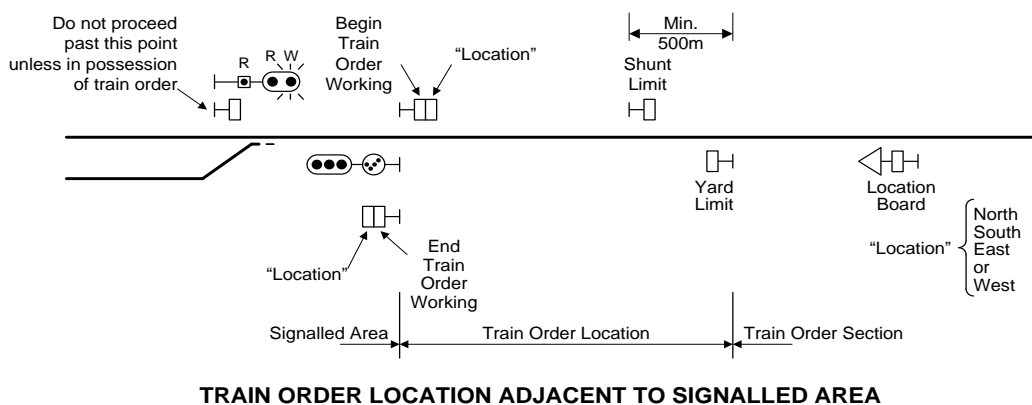 Do not proceed
past this point
unless in possession
of train order
R
R W
Begin
Train
Order
Working
“Location”
Min.
500m
Shunt
Limit
Yard
Limit
Location
Board
“Location”
North
South
East
or
West
“Location”
End
Train
Order
Working
Signalled Area
Train Order Location
Train Order Section
TRAIN ORDER LOCATION ADJACENT TO SIGNALLED AREA